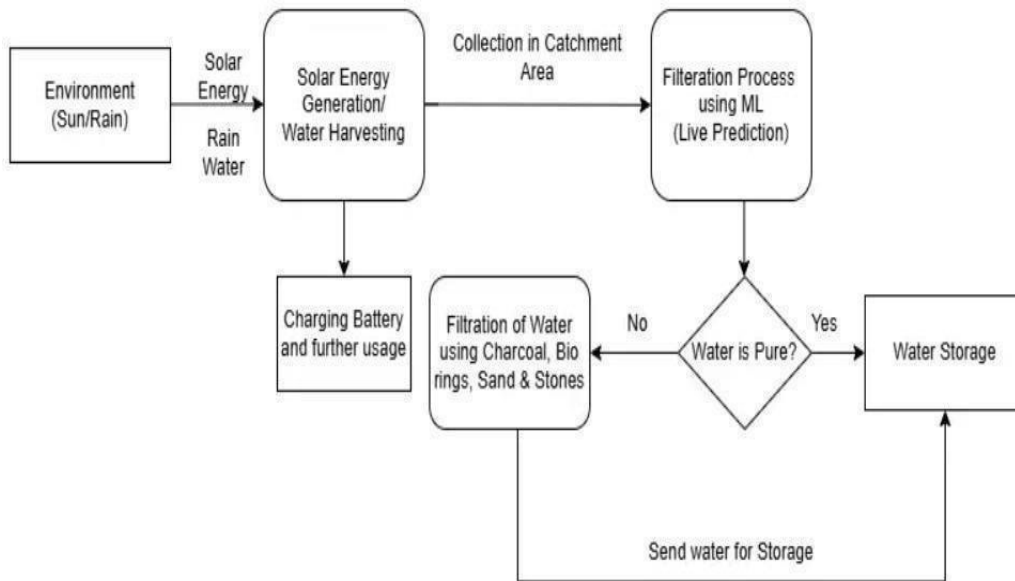 Environment
(Sun/Rain)
Solar
Energy
Rain
Water
Solar Energy
Generation/
Water Harvesting
Collection in Catchment
Area
Filteration Process
using ML
(Live Prediction)
Charging Battery
and further usage
Filtration of Water
using Charcoal, Bio
rings, Sand & Stones
No
Water is Pure?
Yes
Water Storage
Send water for Storage